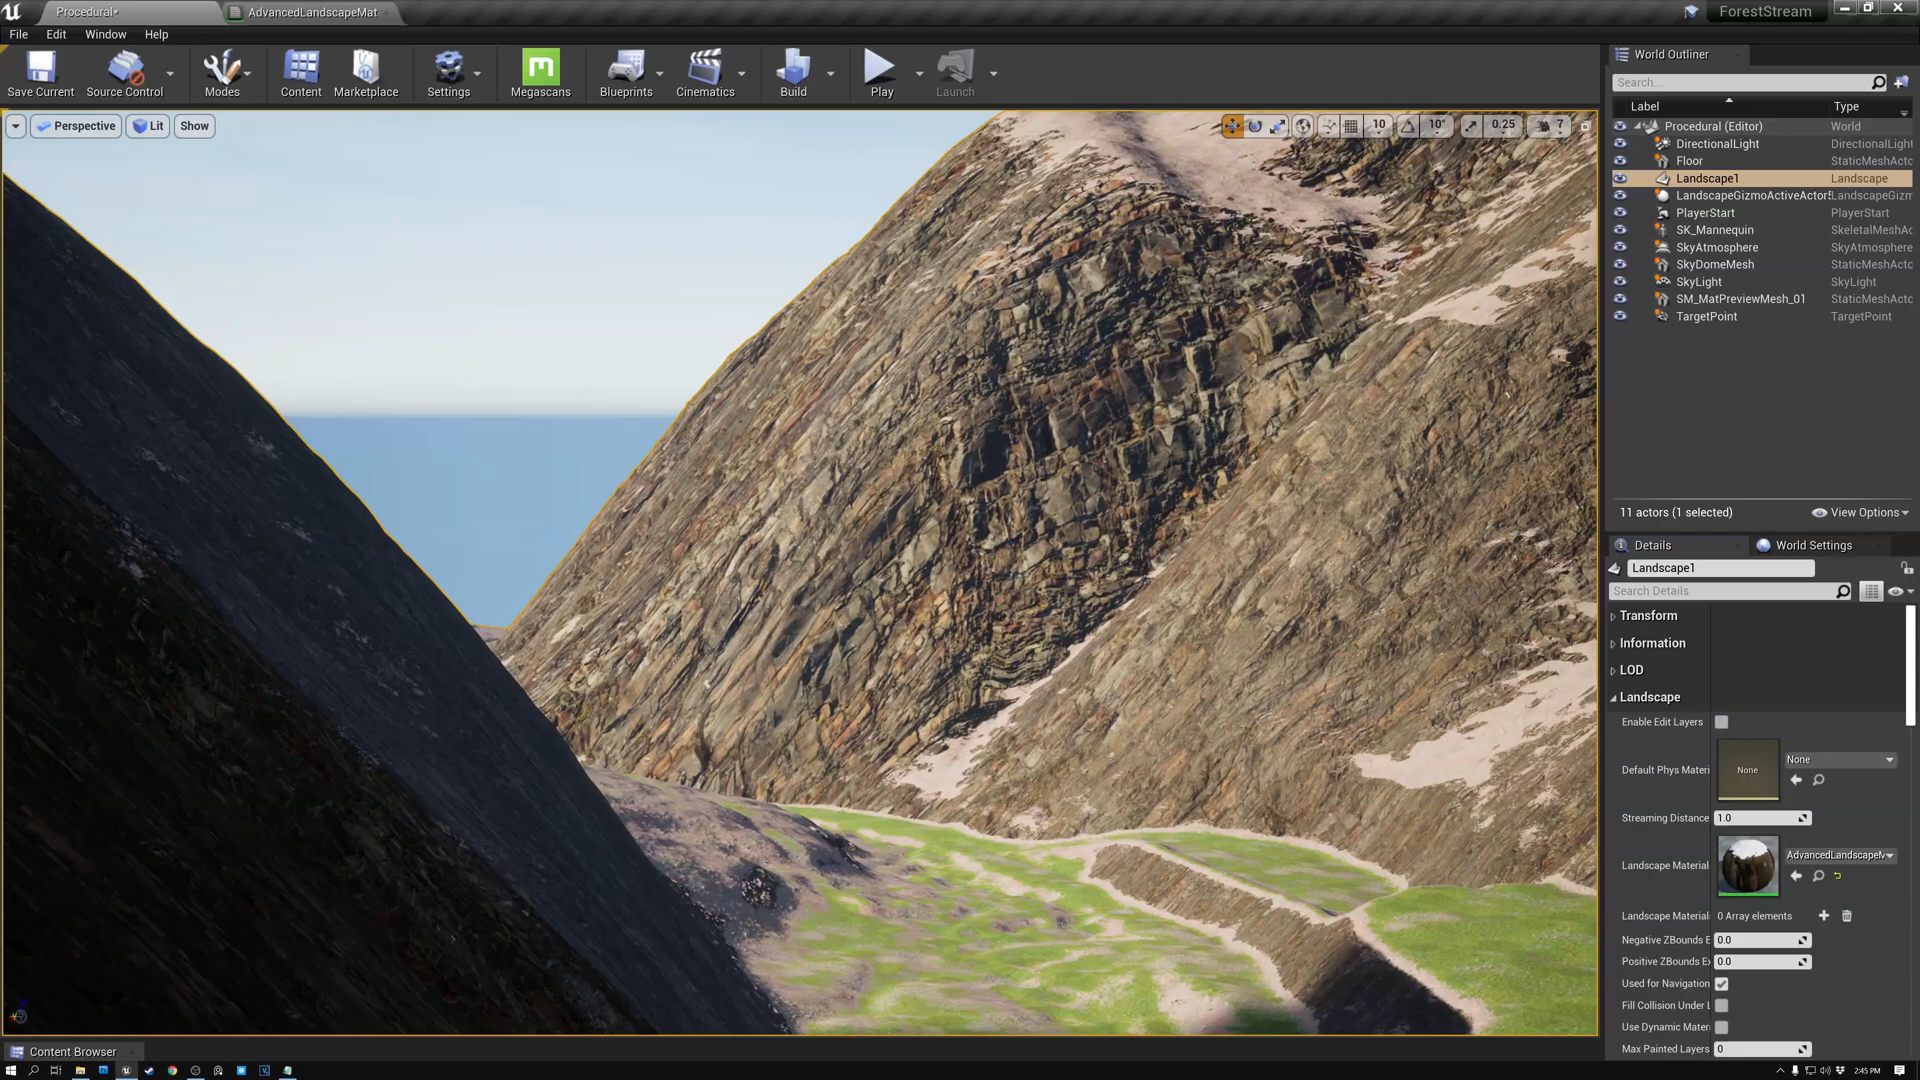 Procedural*
AdvancedLandscapeMat
ForestStream
File Edit Window Help
Save Current
Source Control
Modes
Content
Marketplace
Settings
Megascans
Blueprints
Cinematics
Build
Play
Launch
Perspective
Lit
Show
10
10°
0.25
7
World Outliner
Search...
Label Type
Procedural (Editor) World
DirectionalLight DirectionalLight
Floor StaticMeshActo
Landscape1 Landscape
LandscapeGizmoActiveActor LandscapeGizm
PlayerStart PlayerStart
SK_Mannequin SkeletalMeshAc
SkyAtmosphere SkyAtmosphere
SkyDomeMesh StaticMeshActo
SkyLight SkyLight
SM_MatPreviewMesh_01 StaticMeshActo
TargetPoint TargetPoint
11 actors (1 selected)
View Options
Details
World Settings
Landscape1
Search Details
Transform
Information
LOD
Landscape
Enable Edit Layers
Default Phys Materi
None
None
Streaming Distance 1.0
Landscape Material
AdvancedLandscapeM
Landscape Material 0 Array elements
Negative ZBounds E 0.0
Positive ZBounds E 0.0
Used for Navigation
Fill Collision Under L
Use Dynamic Mater
Max Painted Layers 0
Content Browser
2:45 PM